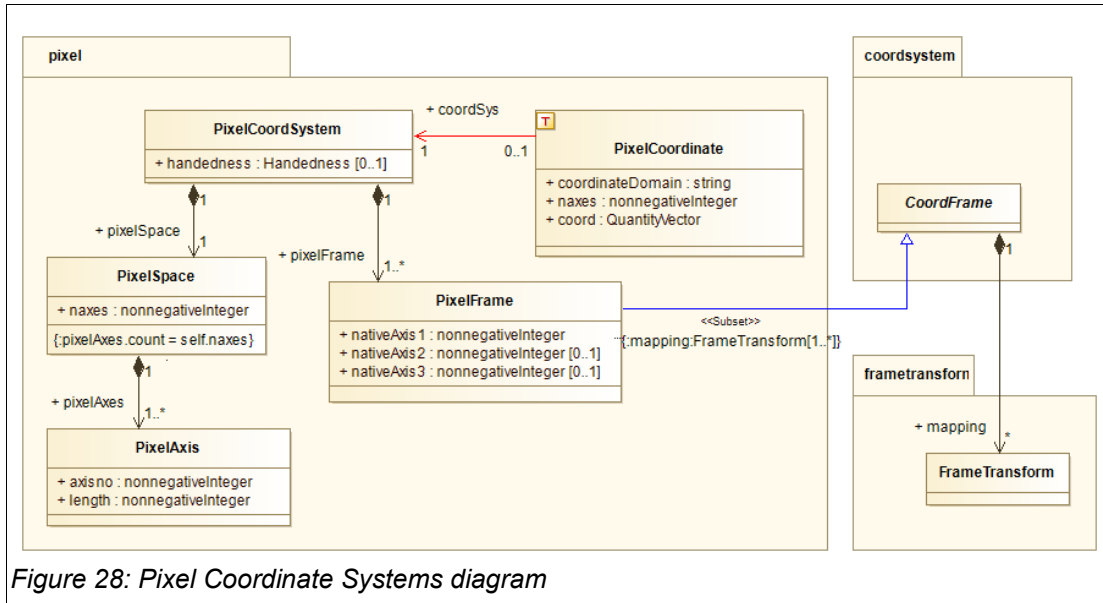 pixel
coordsystem
+ coordSys
PixelCoordSystem
+ handedness : Handedness [0..1]
1
0..1
T
PixelCoordinate
+ coordinateDomain : string
+ naxes : nonnegativeInteger
+ coord : QuantityVector
1
1
+ pixelSpace
1
+ pixelFrame
1..*
CoordFrame
1
PixelSpace
+ naxes : nonnegativeInteger
{:pixelAxes.count = self.naxes}
PixelFrame
+ nativeAxis1 : nonnegativeInteger
+ nativeAxis2 : nonnegativeInteger [0..1]
+ nativeAxis3 : nonnegativeInteger [0..1]
<<Subset>>
{:mapping:FrameTransform[1..*]}
1
+ pixelAxes
1..*
frametransforn
+ mapping
*
PixelAxis
+ axisno : nonnegativeInteger
+ length : nonnegativeInteger
FrameTransform
Figure 28: Pixel Coordinate Systems diagram